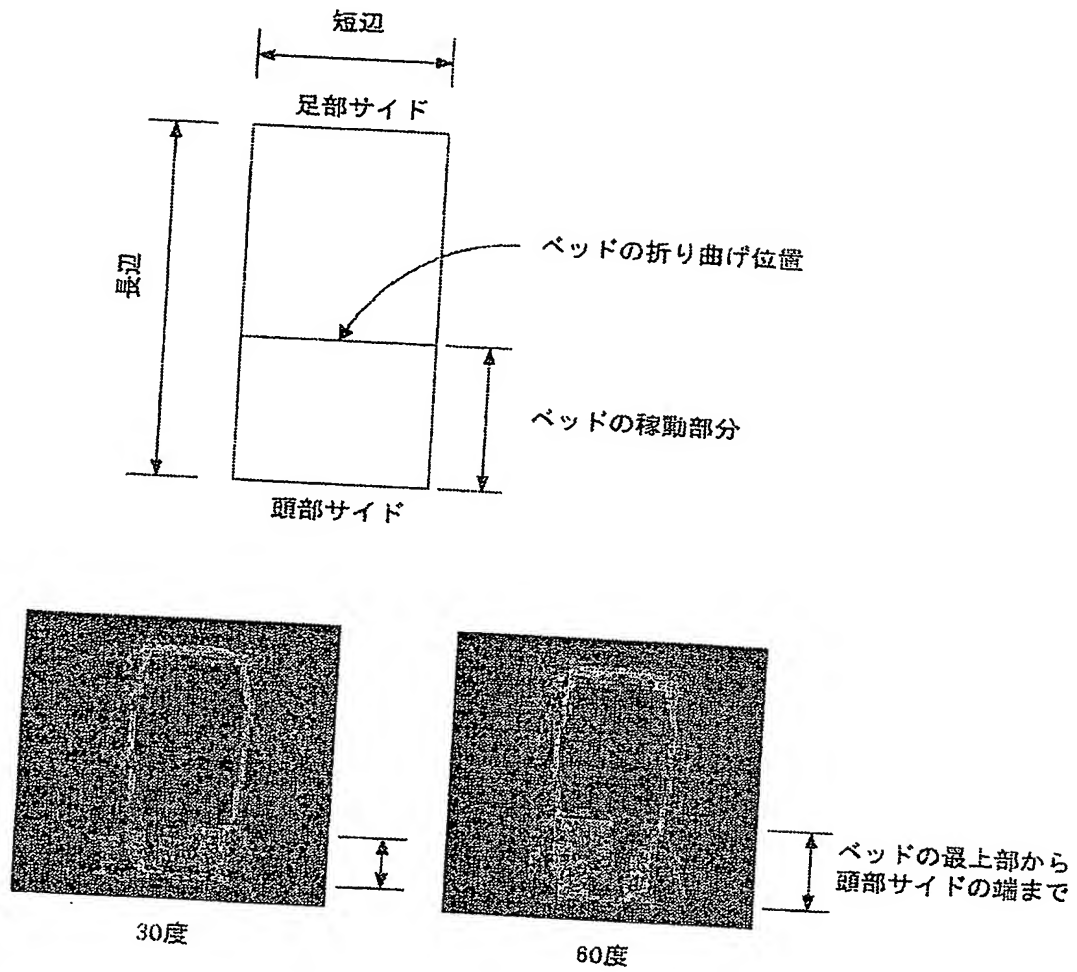 短辺
足部サイド
長辺
ベッドの折り曲げ位置
ベッドの稼動部分
頭部サイド
ベッドの最上部から
頭部サイドの端まで
30度
60度